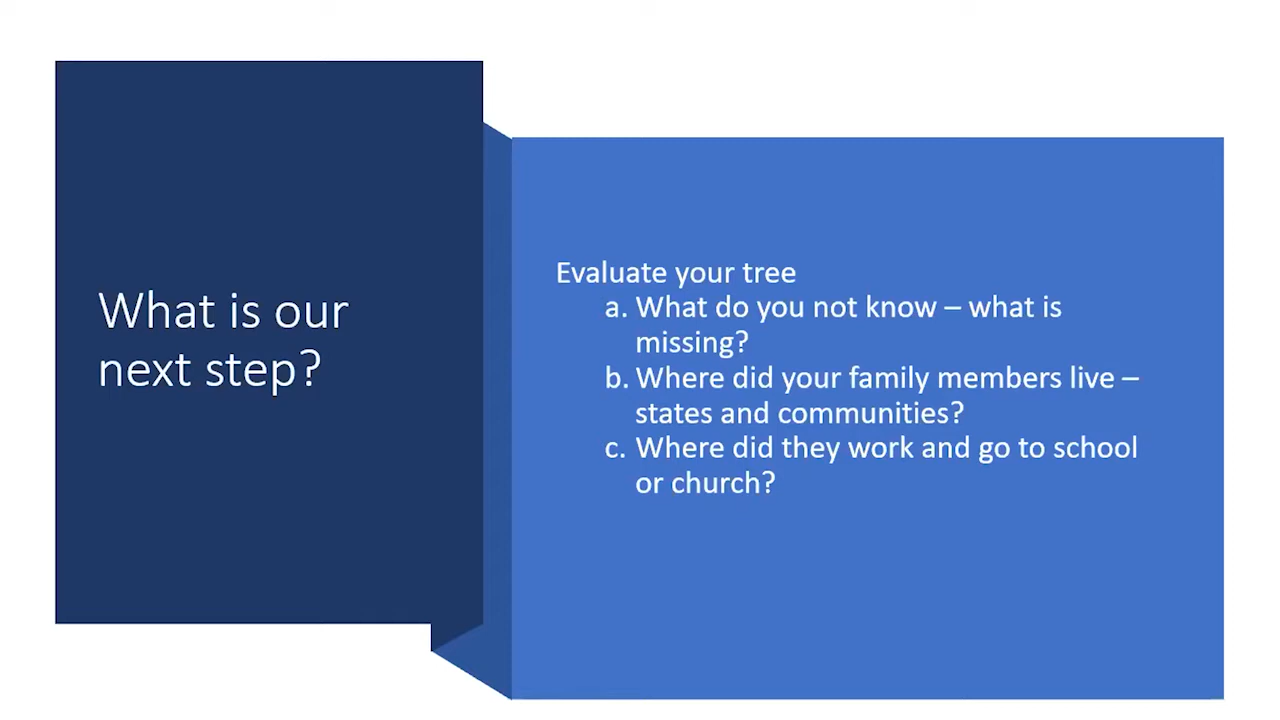 What is our
next step?
Evaluate your tree
a. What do you not know – what is
missing?
b. Where did your family members live –
states and communities?
c. Where did they work and go to school
or church?